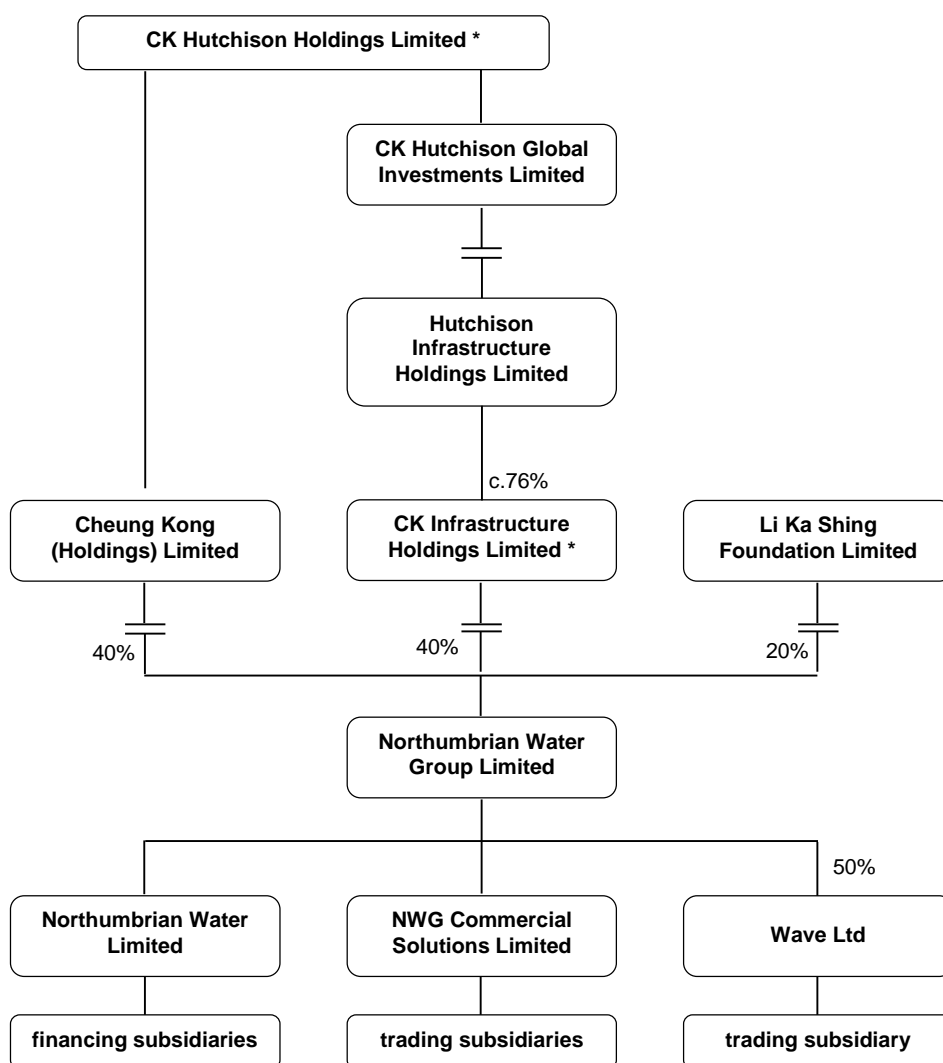 CK Hutchison Holdings Limited *
CK Hutchison Global
Investments Limited
Hutchison
Infrastructure
Holdings Limited
c.76%
Cheung Kong
(Holdings) Limited
CK Infrastructure
Holdings Limited *
Li Ka Shing
Foundation Limited
40%
40%
20%
Northumbrian Water
Group Limited
50%
Northumbrian Water
Limited
NWG Commercial
Solutions Limited
Wave Ltd
financing subsidiaries
trading subsidiaries
trading subsidiary